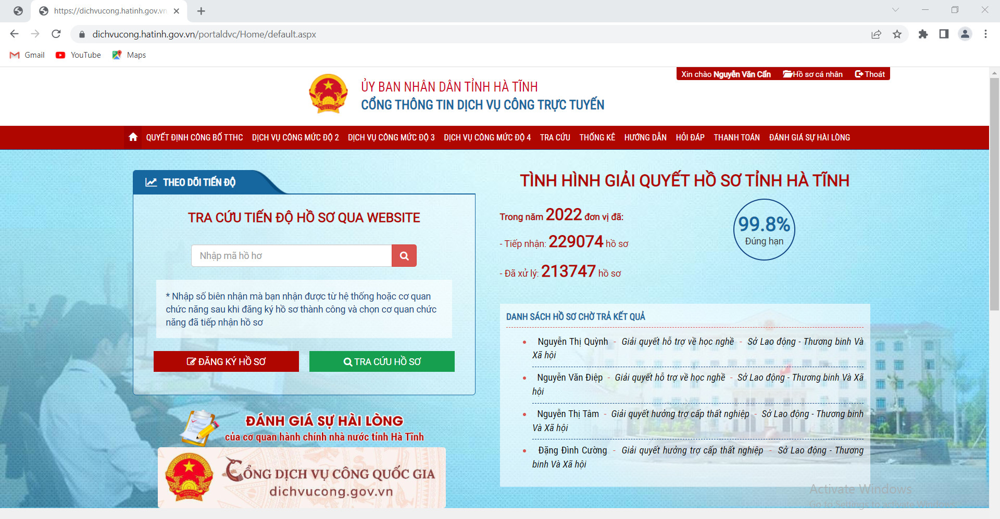 https://dichvucong.hatinh.gov.vn
dichvucong.hatinh.gov.vn/portaldvc/Home/default.aspx
Gmail YouTube Maps
Xin chào Nguyễn Văn Cẩn Hồ sơ cá nhân Thoát
ỦY BAN NHÂN DÂN TỈNH HÀ TĨNH
CỔNG THÔNG TIN DỊCH VỤ CÔNG TRỰC TUYẾN
QUYẾT ĐỊNH CÔNG BỐ TTHC DỊCH VỤ CÔNG MỨC ĐỘ 2 DỊCH VỤ CÔNG MỨC ĐỘ 3 DỊCH VỤ CÔNG MỨC ĐỘ 4 TRA CỨU THỐNG KÊ HƯỚNG DẪN HỎI ĐÁP THANH TOÁN ĐÁNH GIÁ SỰ HÀI LÒNG
THEO DÕI TIẾN ĐỘ
TRA CỨU TIẾN ĐỘ HỒ SƠ QUA WEBSITE
Nhập mã hồ hơ
* Nhập số biên nhận mà bạn nhận được từ hệ thống hoặc cơ quan
chức năng sau khi đăng ký hồ sơ thành công và chọn cơ quan chức
năng đã tiếp nhận hồ sơ
ĐĂNG KÝ HỒ SƠ TRA CỨU HỒ SƠ
ĐÁNH GIÁ SỰ HÀI LÒNG
của cơ quan hành chính nhà nước tỉnh Hà Tĩnh
CỔNG DỊCH VỤ CÔNG QUỐC GIA
dichvucong.gov.vn
TÌNH HÌNH GIẢI QUYẾT HỒ SƠ TỈNH HÀ TĨNH
Trong năm 2022 đơn vị đã:
- Tiếp nhận: 229074 hồ sơ
- Đã xử lý: 213747 hồ sơ
99.8%
Đúng hạn
DANH SÁCH HỒ SƠ CHỜ TRẢ KẾT QUẢ
Nguyễn Thị Quỳnh - Giải quyết hỗ trợ về học nghề - Sở Lao động - Thương binh Và
Xã hội
Nguyễn Văn Điệp - Giải quyết hỗ trợ về học nghề - Sở Lao động - Thương binh Và Xã
hội
Nguyễn Thị Tâm - Giải quyết hưởng trợ cấp thất nghiệp - Sở Lao động - Thương binh
Và Xã hội
Đặng Đình Cường - Giải quyết hưởng trợ cấp thất nghiệp - Sở Lao động - Thương
binh Và Xã hội
Activate Windows
Go to Settings to activate Windows.